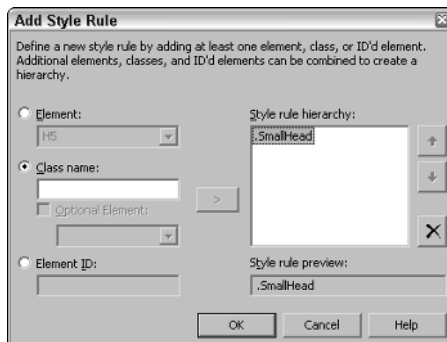 Add Style Rule
Define a new style rule by adding at least one element, class, or ID'd element.
Additional elements, classes, and ID'd elements can be combined to create a
hierarchy.
Element:
H5
Class name:
Optional Element:
Element ID:
>
Style rule hierarchy:
.SmallHead
Style rule preview:
.SmallHead
OK
Cancel
Help